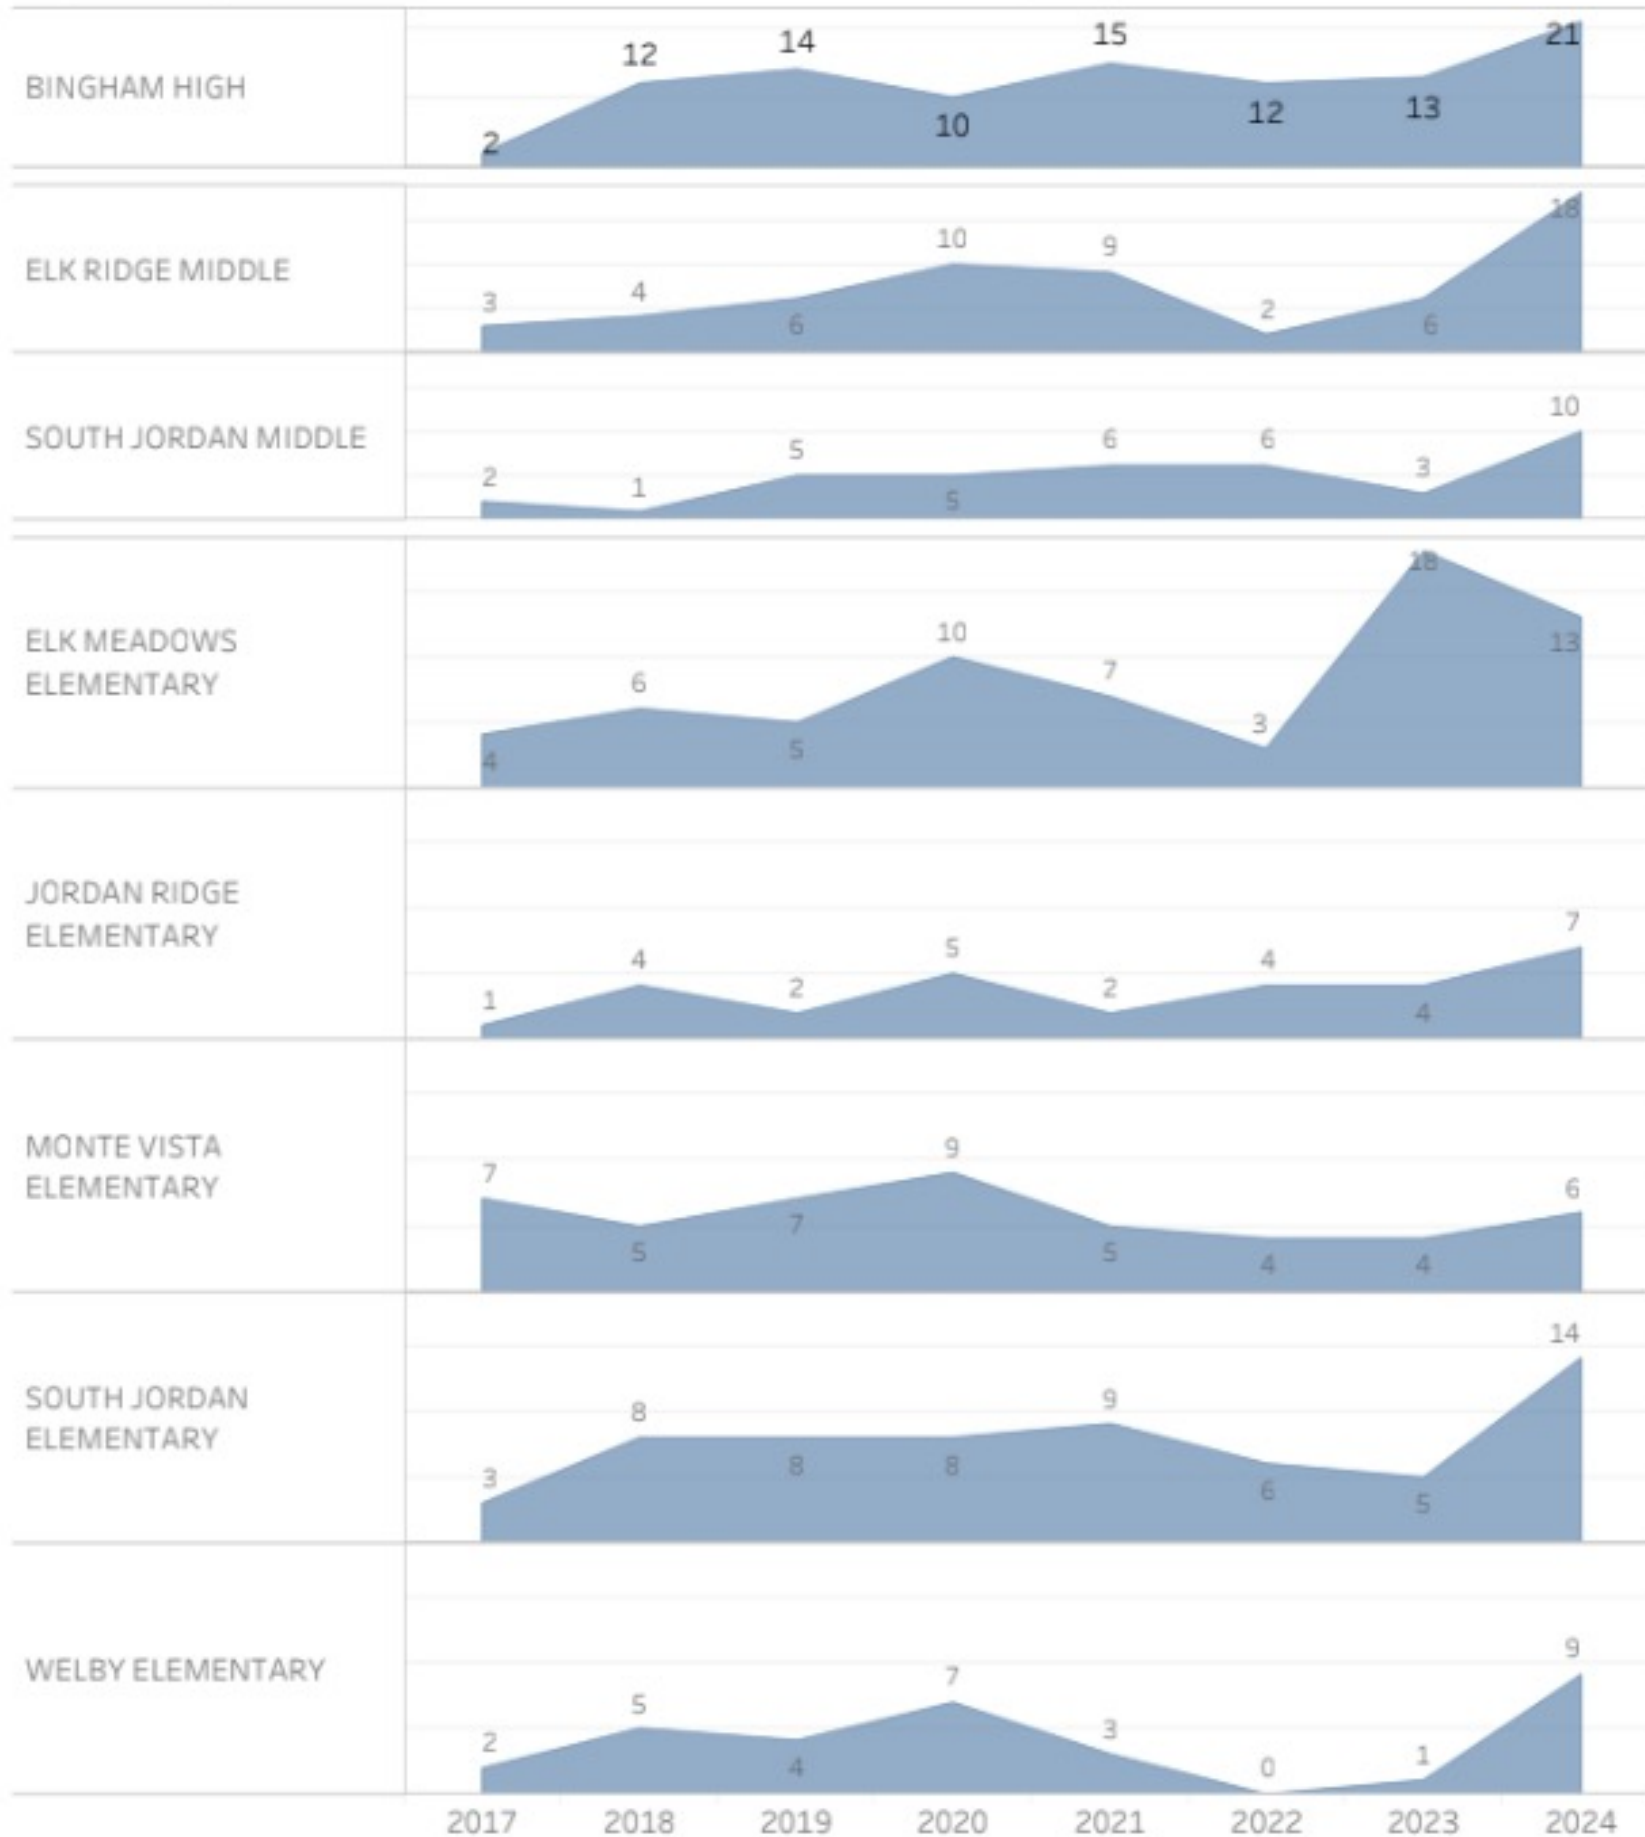 BINGHAM HIGH
2 12 14 10 15 12 13 21
ELK RIDGE MIDDLE
3 4 6 10 9 2 6 18
SOUTH JORDAN MIDDLE
2 1 5 5 6 6 3 10
ELK MEADOWS
ELEMENTARY
4 6 5 10 7 3 18 13
JORDAN RIDGE
ELEMENTARY
1 4 2 5 2 4 4 7
MONTE VISTA
ELEMENTARY
7 5 7 9 5 4 4 6
SOUTH JORDAN
ELEMENTARY
3 8 8 8 9 6 5 14
WELBY ELEMENTARY
2 5 4 7 3 0 1 9
2017 2018 2019 2020 2021 2022 2023 2024